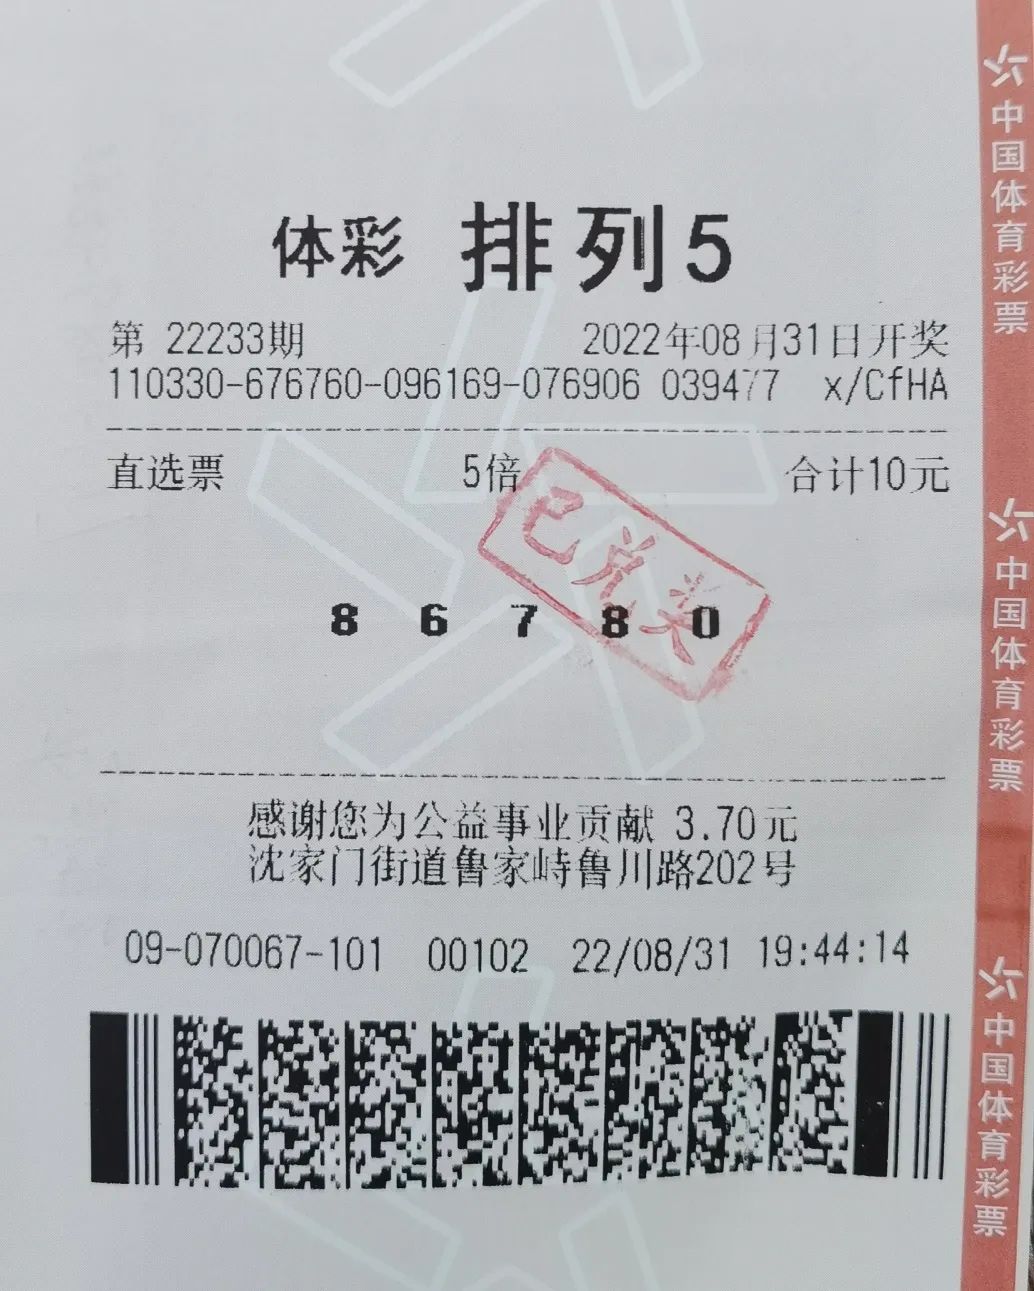 体彩 排列5
第 22233期 2022年08月31日开奖
110330-676760-096169-076906 039477 x/CfHA
直选票 5倍 合计10元
已兑奖
8 6 7 8 0
感谢您为公益事业贡献 3.70元
沈家门街道鲁家峙鲁川路202号
09-070067-101 00102 22/08/31 19:44:14
中国体育彩票
中国体育彩票
中国体育彩票